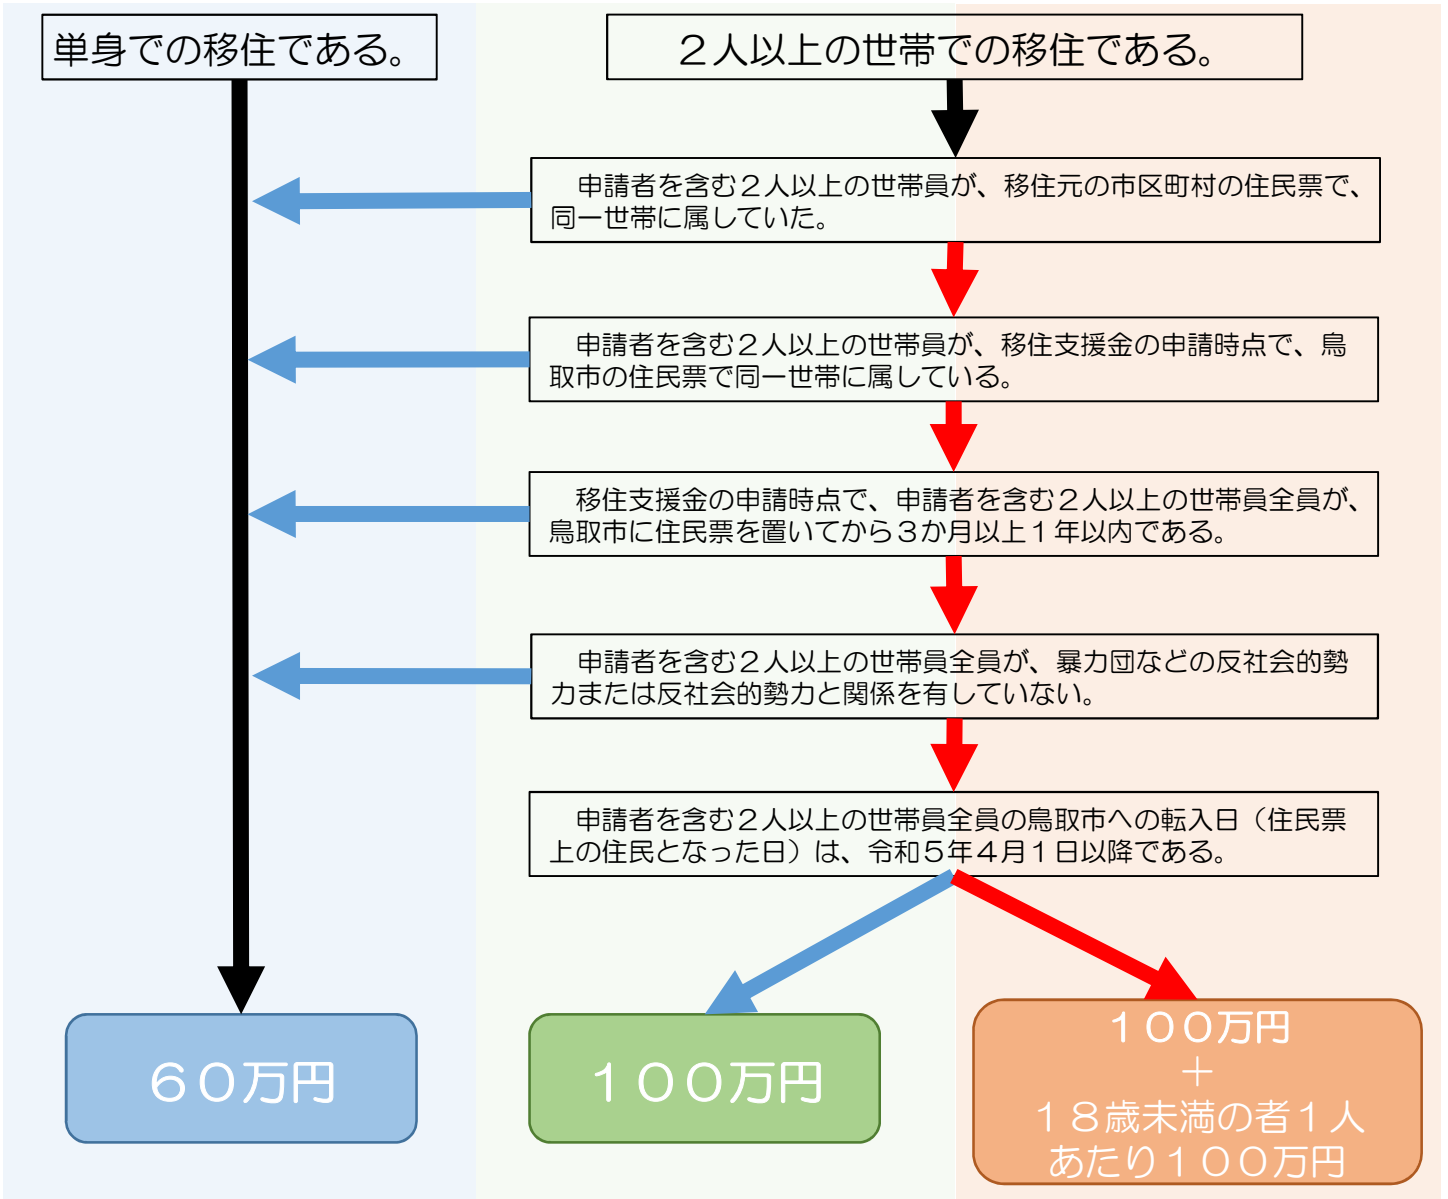 単身での移住である。
２人以上の世帯での移住である。
申請者を含む２人以上の世帯員が、移住元の市区町村の住民票で、
同一世帯に属していた。
申請者を含む２人以上の世帯員が、移住支援金の申請時点で、鳥
取市の住民票で同一世帯に属している。
移住支援金の申請時点で、申請者を含む２人以上の世帯員全員が、
鳥取市に住民票を置いてから３か月以上１年以内である。
申請者を含む２人以上の世帯員全員が、暴力団などの反社会的勢
力または反社会的勢力と関係を有していない。
申請者を含む２人以上の世帯員全員の鳥取市への転入日（住民票
上の住民となった日）は、令和５年４月１日以降である。
６０万円
１００万円
１００万円
＋
１８歳未満の者１人
あたり１００万円